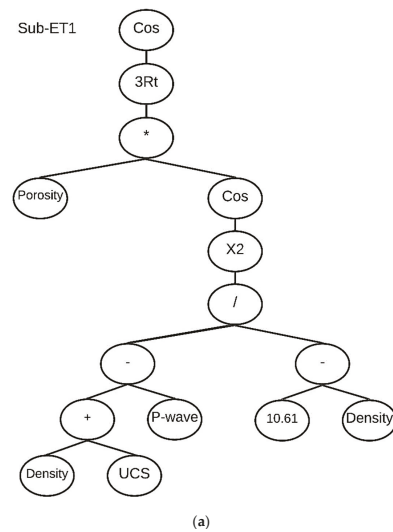 Sub-ET1 Cos
3Rt
*
Porosity Cos
X2
/
- -
+ P-wave 10.61 Density
Density UCS
(a)